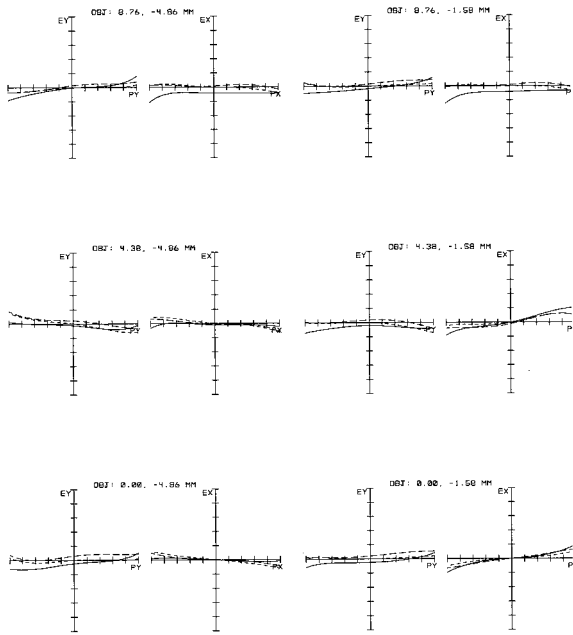 OBJ: 8.76, -4.86 MM
EY
EX
PY
PX
OBJ: 8.76, -1.58 MM
EY
EX
PY
P
OBJ: 4.38, -4.86 MM
EY
EX
PY
PX
OBJ: 4.38, -1.58 MM
EY
EX
PY
P
OBJ: 0.00, -4.86 MM
EY
EX
PY
PX
OBJ: 0.00, -1.58 MM
EY
EX
PY
P